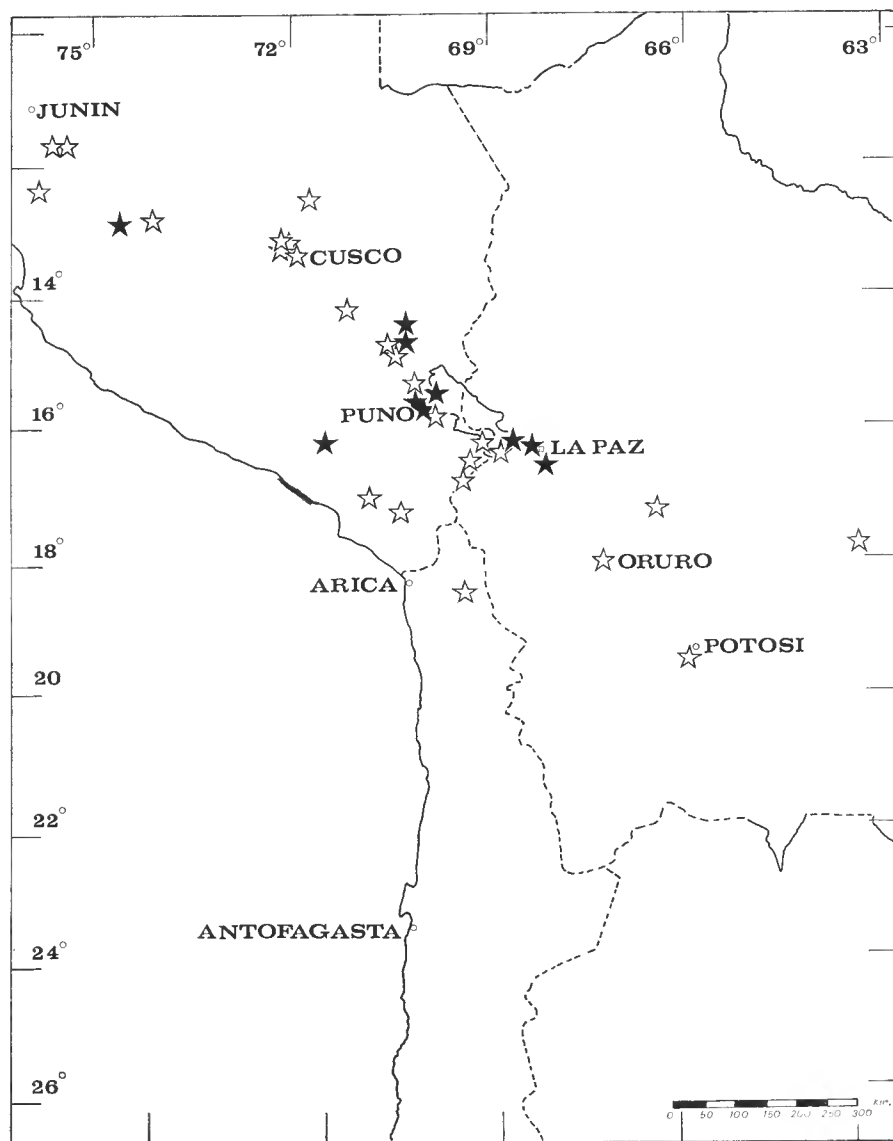 75° 72° 69° 66° 63°
JUNIN
CUSCO
14°
PUNO
16°
LA PAZ
18°
ORURO
ARICA
POTOSI
20
22°
ANTOFAGASTA
24°
26°
0 50 100 150 200 250 300 Km.